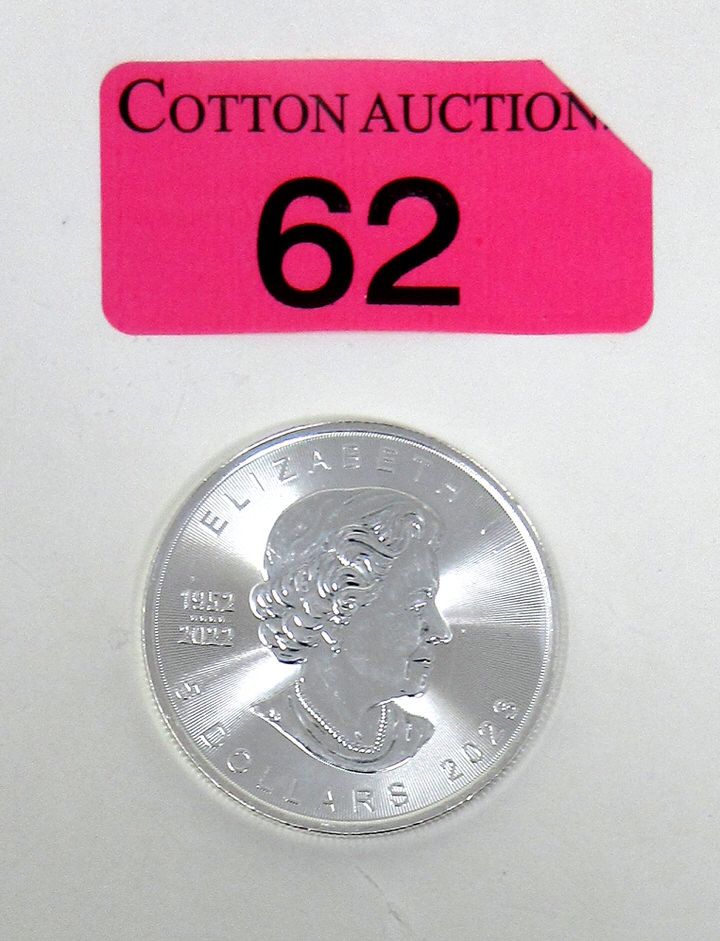 COTTON AUCTION
62
ELIZABETH II
1952
2022
5 DOLLARS 2023